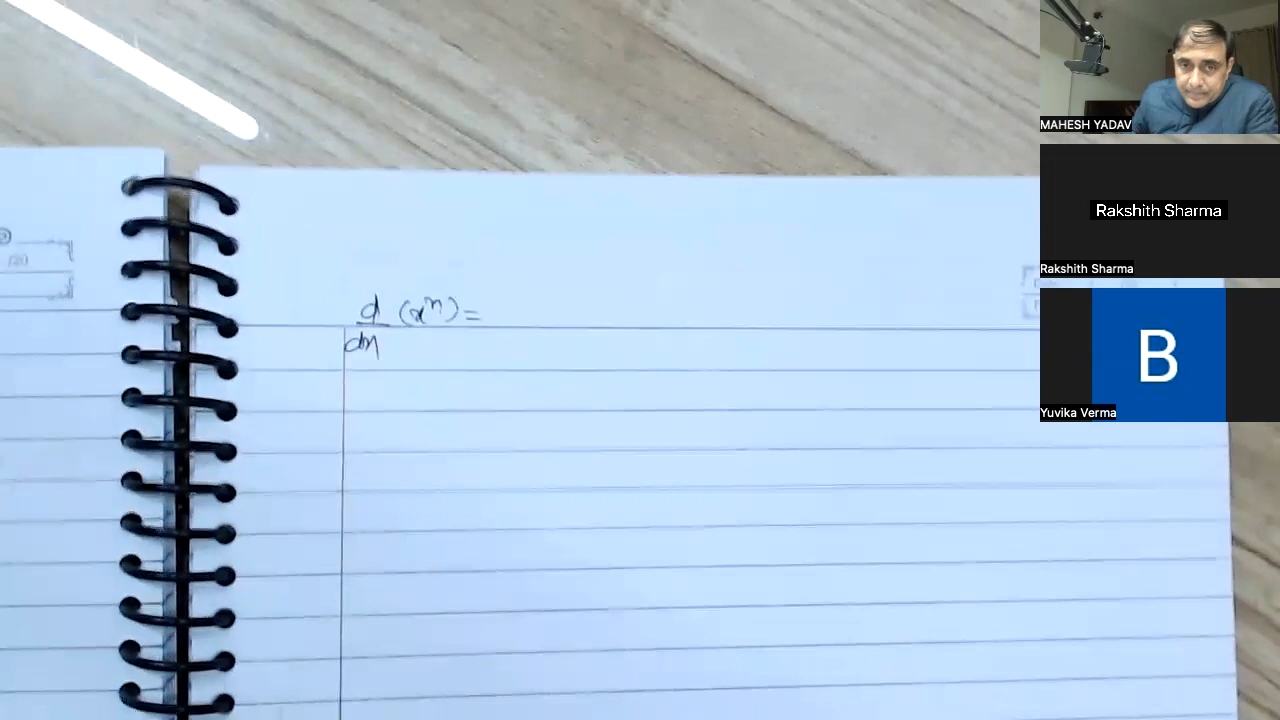 d/dx (xⁿ) =
MAHESH YADAV
Rakshith Sharma
Rakshith Sharma
B
Yuvika Verma